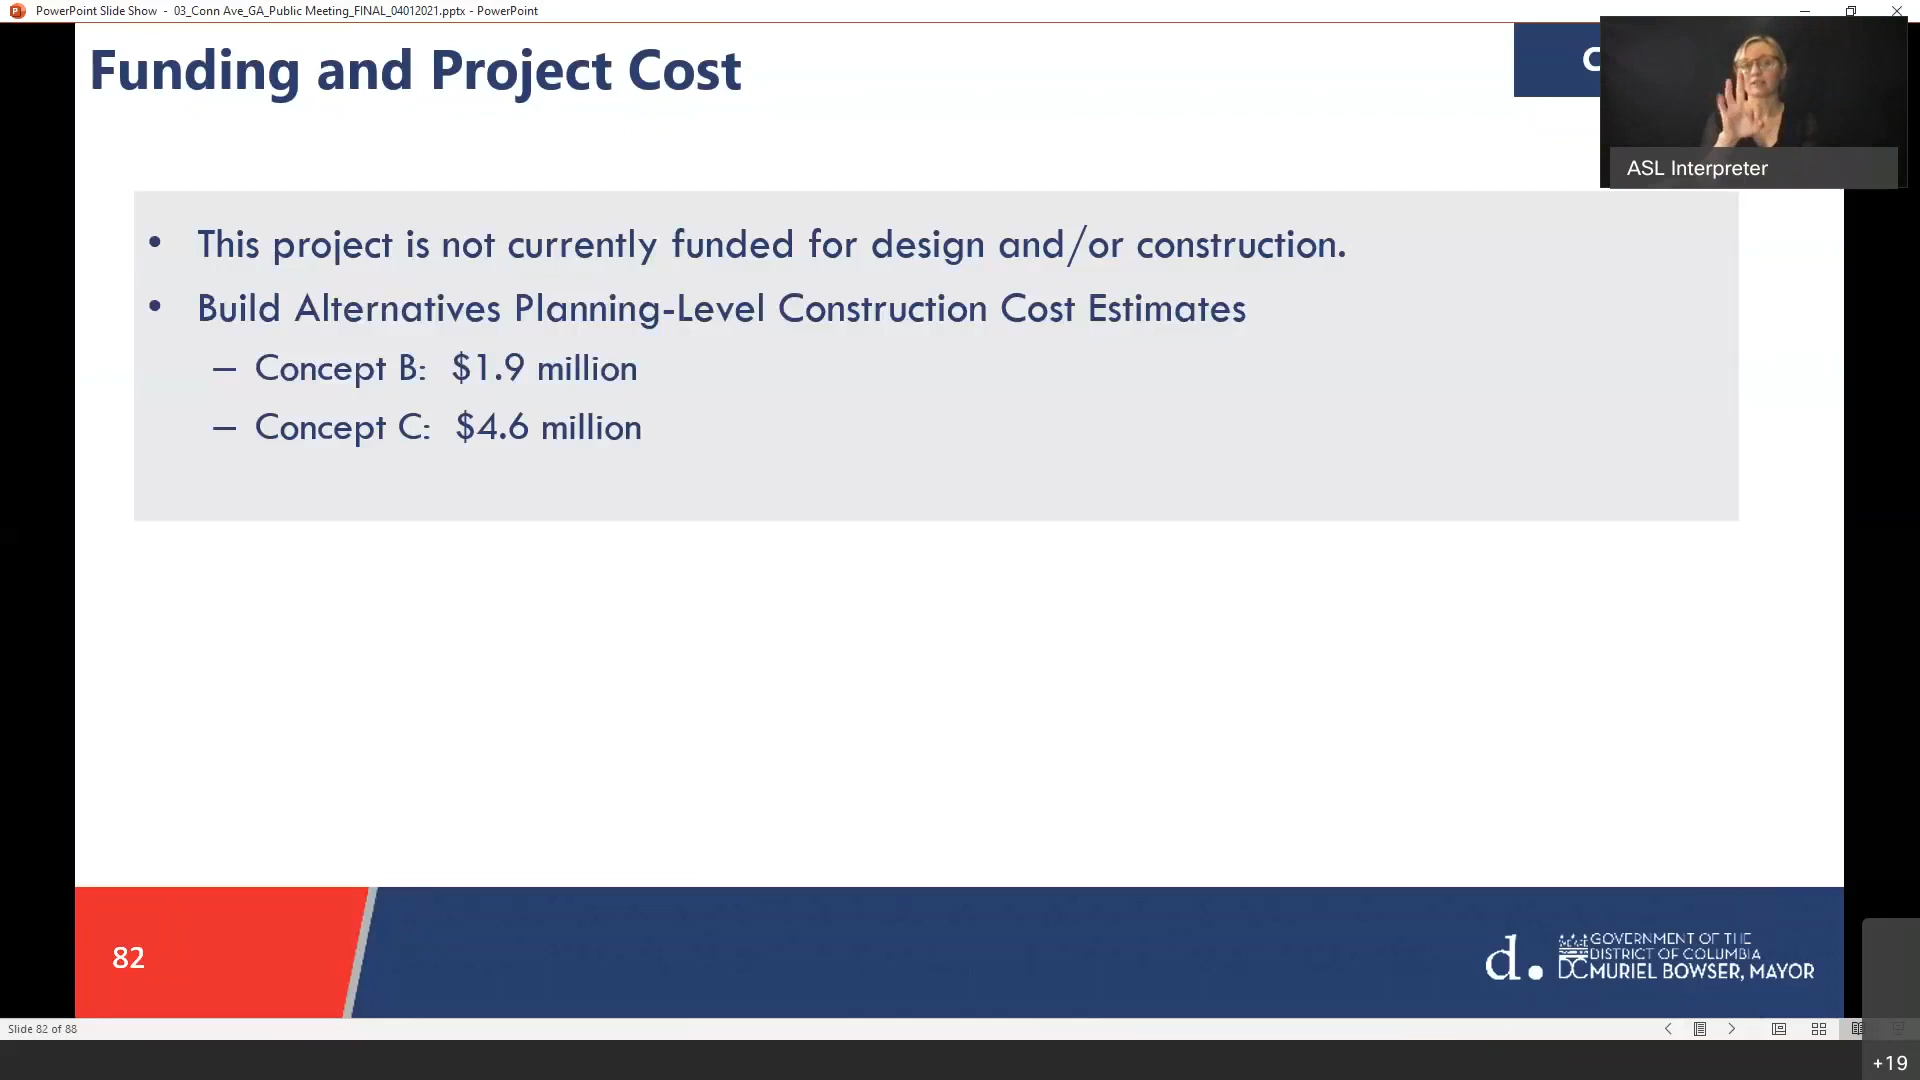 PowerPoint Slide Show - 03_Conn Ave_GA_Public Meeting_FINAL_04012021.pptx - PowerPoint
Funding and Project Cost
ASL Interpreter
• This project is not currently funded for design and/or construction.
• Build Alternatives Planning-Level Construction Cost Estimates
– Concept B: $1.9 million
– Concept C: $4.6 million
82
d.
WE ARE
DC
GOVERNMENT OF THE
DISTRICT OF COLUMBIA
MURIEL BOWSER, MAYOR
Slide 82 of 88
+19